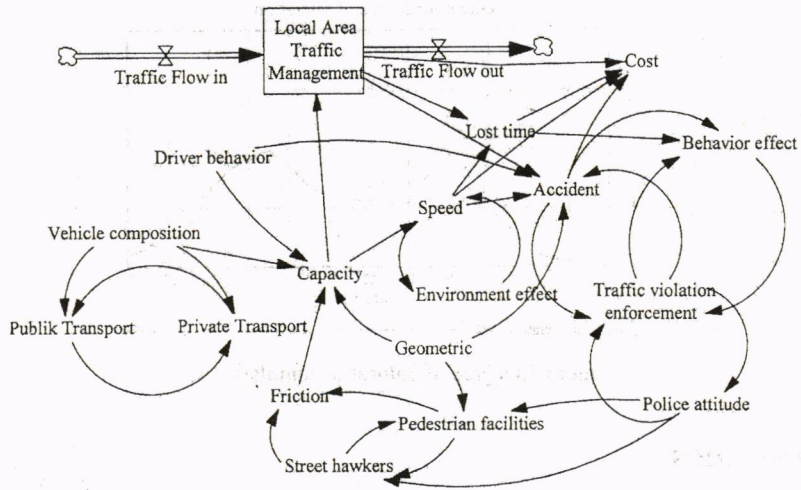 Local Area
Traffic
Management
Traffic Flow in
Traffic Flow out
Cost
Lost time
Behavior effect
Driver behavior
Accident
Speed
Vehicle composition
Capacity
Environment effect
Traffic violation
enforcement
Publik Transport
Private Transport
Geometric
Friction
Police attitude
Pedestrian facilities
Street hawkers